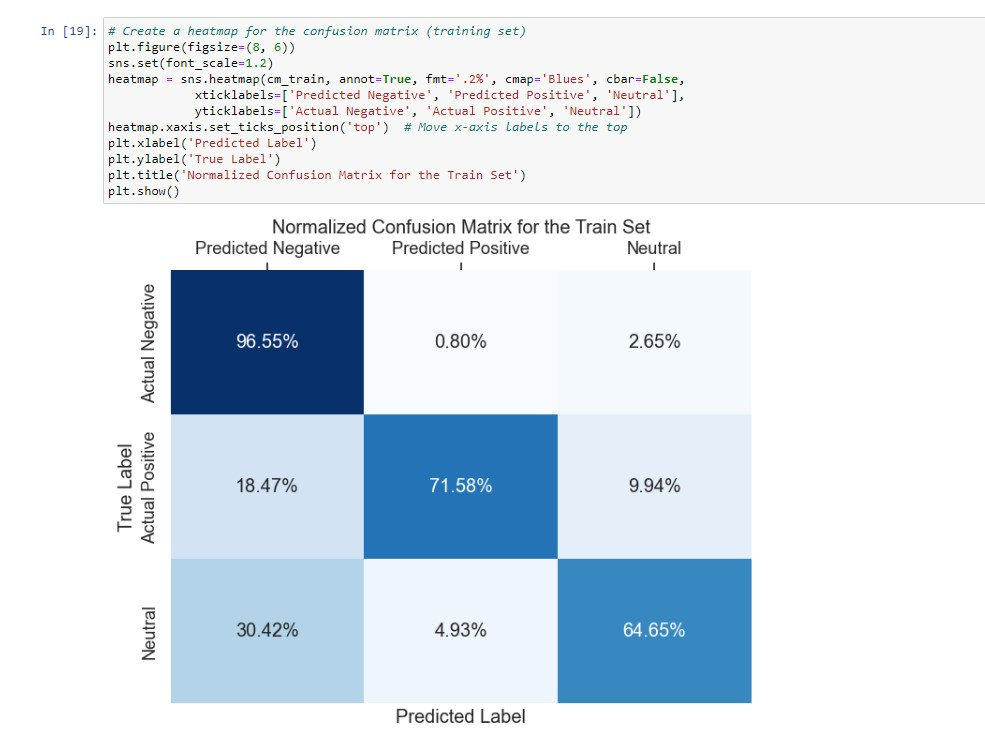 In [19]: # Create a heatmap for the confusion matrix (training set)
plt.figure(figsize=(8, 6))
sns.set(font_scale=1.2)
heatmap = sns.heatmap(cm_train, annot=True, fmt='.2%', cmap='Blues', cbar=False,
            xticklabels=['Predicted Negative', 'Predicted Positive', 'Neutral'],
            yticklabels=['Actual Negative', 'Actual Positive', 'Neutral'])
heatmap.xaxis.set_ticks_position('top')  # Move x-axis labels to the top
plt.xlabel('Predicted Label')
plt.ylabel('True Label')
plt.title('Normalized Confusion Matrix for the Train Set')
plt.show()
Normalized Confusion Matrix for the Train Set
Predicted Negative Predicted Positive Neutral
True Label
Actual Negative
96.55% 0.80% 2.65%
Actual Positive
18.47% 71.58% 9.94%
Neutral
30.42% 4.93% 64.65%
Predicted Label